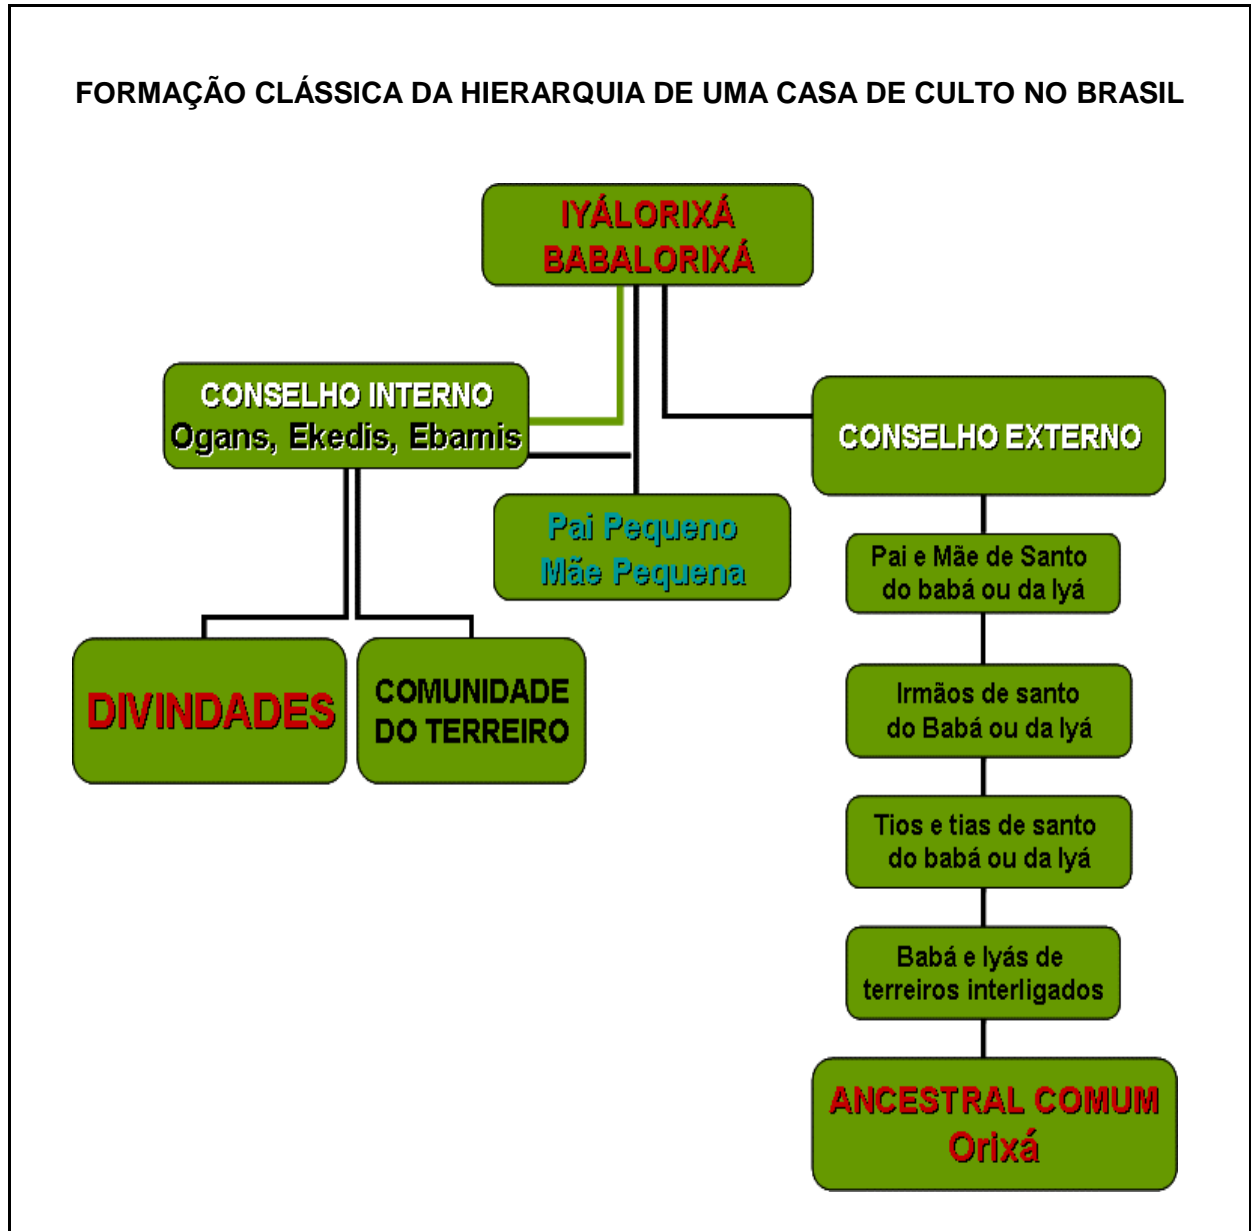 FORMAÇÃO CLÁSSICA DA HIERARQUIA DE UMA CASA DE CULTO NO BRASIL
IYÁLORIXÁ
BABALORIXÁ
CONSELHO INTERNO
Ogans, Ekedis, Ebamis
CONSELHO EXTERNO
Pai Pequeno
Mãe Pequena
Pai e Mãe de Santo
do babá ou da Iyá
DIVINDADES
COMUNIDADE
DO TERREIRO
Irmãos de santo
do Babá ou da Iyá
Tios e tias de santo
do babá ou da Iyá
Babá e Iyás de
terreiros interligados
ANCESTRAL COMUM
Orixá